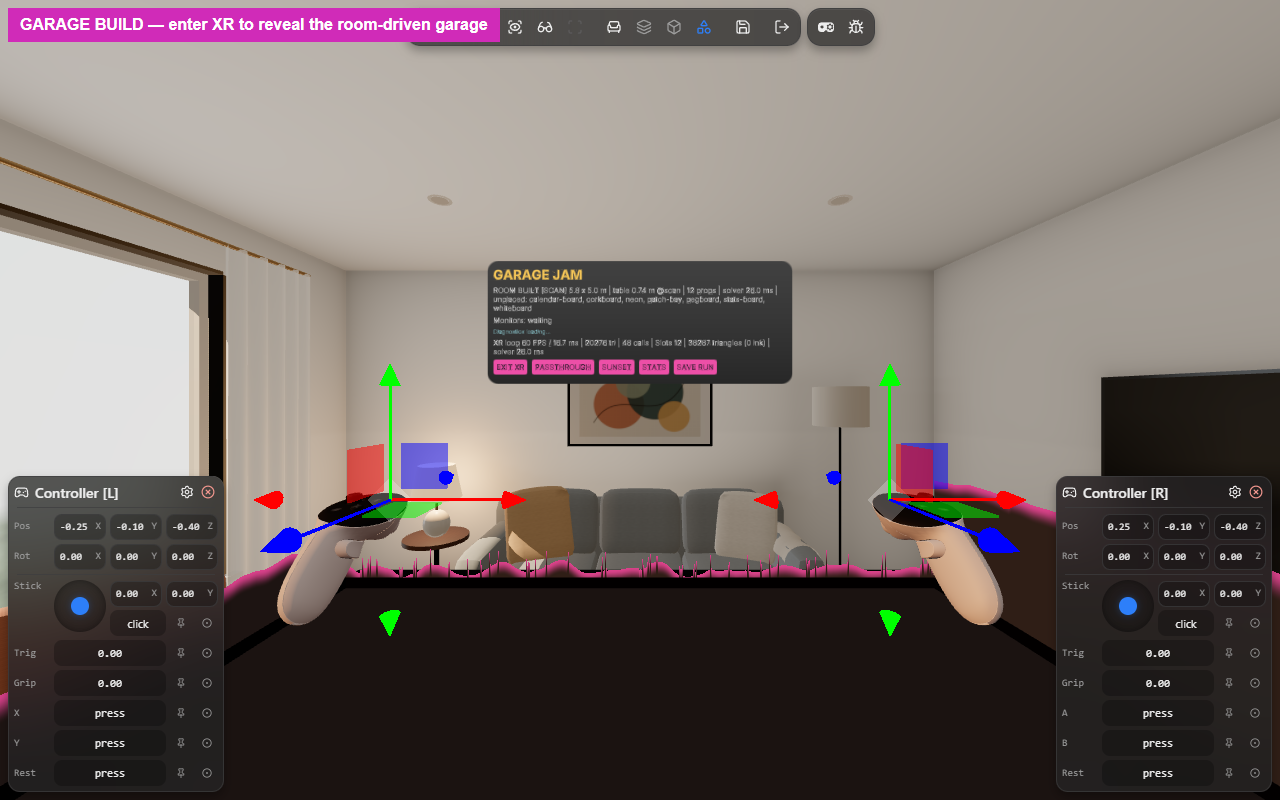 GARAGE BUILD — enter XR to reveal the room-driven garage
GARAGE JAM
ROOM BUILT [SCAN] 5.8 x 5.0 m | table 0.74 m @scan | 12 props | solver 26.0 ms |
unplaced: calendar-board, corkboard, neon, patch-bay, pegboard, stats-board,
whiteboard
Monitors: waiting
Diagnostics loading...
XR loop 60 FPS / 16.7 ms | 20276 tri | 48 calls | Slots 12 | 36267 triangles (0 ink) |
solver 26.0 ms
EXIT XR PASSTHROUGH SUNSET STATS SAVE RUN
Controller [L]
Pos -0.25 X -0.10 Y -0.40 Z
Rot 0.00 X 0.00 Y 0.00 Z
Stick 0.00 X 0.00 Y
click
Trig 0.00
Grip 0.00
X press
Y press
Rest press
Controller [R]
Pos 0.25 X -0.10 Y -0.40 Z
Rot 0.00 X 0.00 Y 0.00 Z
Stick 0.00 X 0.00 Y
click
Trig 0.00
Grip 0.00
A press
B press
Rest press